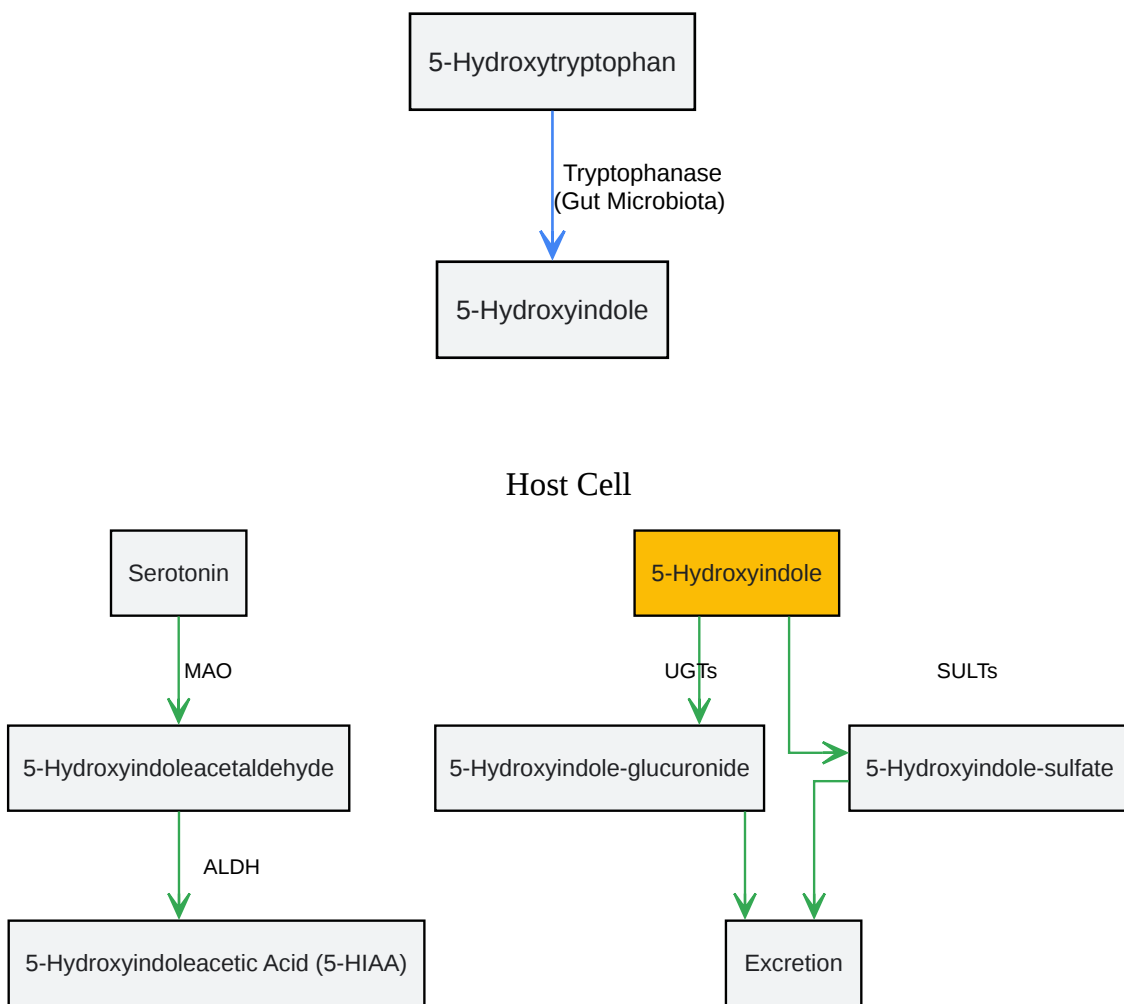 5-Hydroxytryptophan
Tryptophanase
(Gut Microbiota)
5-Hydroxyindole
Host Cell
Serotonin
5-Hydroxyindole
MAO
UGTs
SULTs
5-Hydroxyindoleacetaldehyde
5-Hydroxyindole-glucuronide
5-Hydroxyindole-sulfate
ALDH
5-Hydroxyindoleacetic Acid (5-HIAA)
Excretion